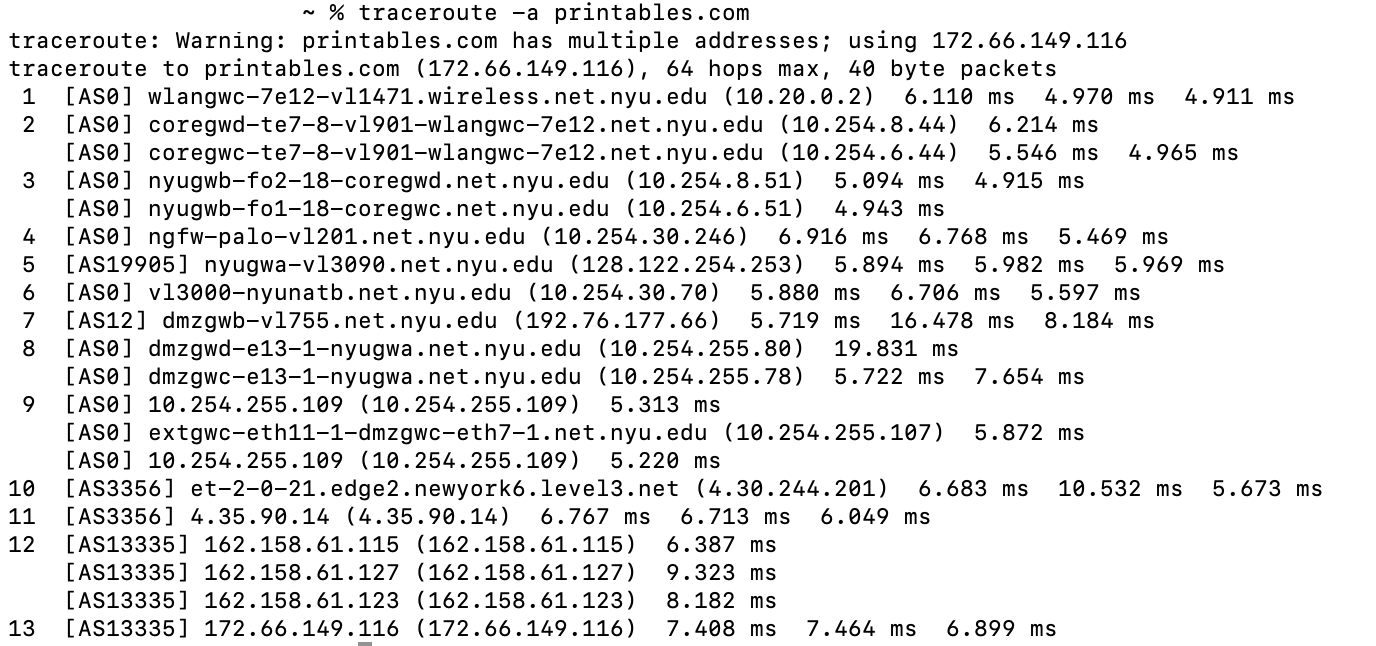 ~ % traceroute -a printables.com
traceroute: Warning: printables.com has multiple addresses; using 172.66.149.116
traceroute to printables.com (172.66.149.116), 64 hops max, 40 byte packets
1 [AS0] wlangwc-7e12-vl1471.wireless.net.nyu.edu (10.20.0.2) 6.110 ms 4.970 ms 4.911 ms
2 [AS0] coregwd-te7-8-vl901-wlangwc-7e12.net.nyu.edu (10.254.8.44) 6.214 ms
[AS0] coregwc-te7-8-vl901-wlangwc-7e12.net.nyu.edu (10.254.6.44) 5.546 ms 4.965 ms
3 [AS0] nyugwb-fo2-18-coregwd.net.nyu.edu (10.254.8.51) 5.094 ms 4.915 ms
[AS0] nyugwb-fo1-18-coregwc.net.nyu.edu (10.254.6.51) 4.943 ms
4 [AS0] ngfw-palo-vl201.net.nyu.edu (10.254.30.246) 6.916 ms 6.768 ms 5.469 ms
5 [AS19905] nyugwa-vl3090.net.nyu.edu (128.122.254.253) 5.894 ms 5.982 ms 5.969 ms
6 [AS0] vl3000-nyunatb.net.nyu.edu (10.254.30.70) 5.880 ms 6.706 ms 5.597 ms
7 [AS12] dmzgwb-vl755.net.nyu.edu (192.76.177.66) 5.719 ms 16.478 ms 8.184 ms
8 [AS0] dmzgwd-e13-1-nyugwa.net.nyu.edu (10.254.255.80) 19.831 ms
[AS0] dmzgwc-e13-1-nyugwa.net.nyu.edu (10.254.255.78) 5.722 ms 7.654 ms
9 [AS0] 10.254.255.109 (10.254.255.109) 5.313 ms
[AS0] extgwc-eth11-1-dmzgwc-eth7-1.net.nyu.edu (10.254.255.107) 5.872 ms
[AS0] 10.254.255.109 (10.254.255.109) 5.220 ms
10 [AS3356] et-2-0-21.edge2.newyork6.level3.net (4.30.244.201) 6.683 ms 10.532 ms 5.673 ms
11 [AS3356] 4.35.90.14 (4.35.90.14) 6.767 ms 6.713 ms 6.049 ms
12 [AS13335] 162.158.61.115 (162.158.61.115) 6.387 ms
[AS13335] 162.158.61.127 (162.158.61.127) 9.323 ms
[AS13335] 162.158.61.123 (162.158.61.123) 8.182 ms
13 [AS13335] 172.66.149.116 (172.66.149.116) 7.408 ms 7.464 ms 6.899 ms